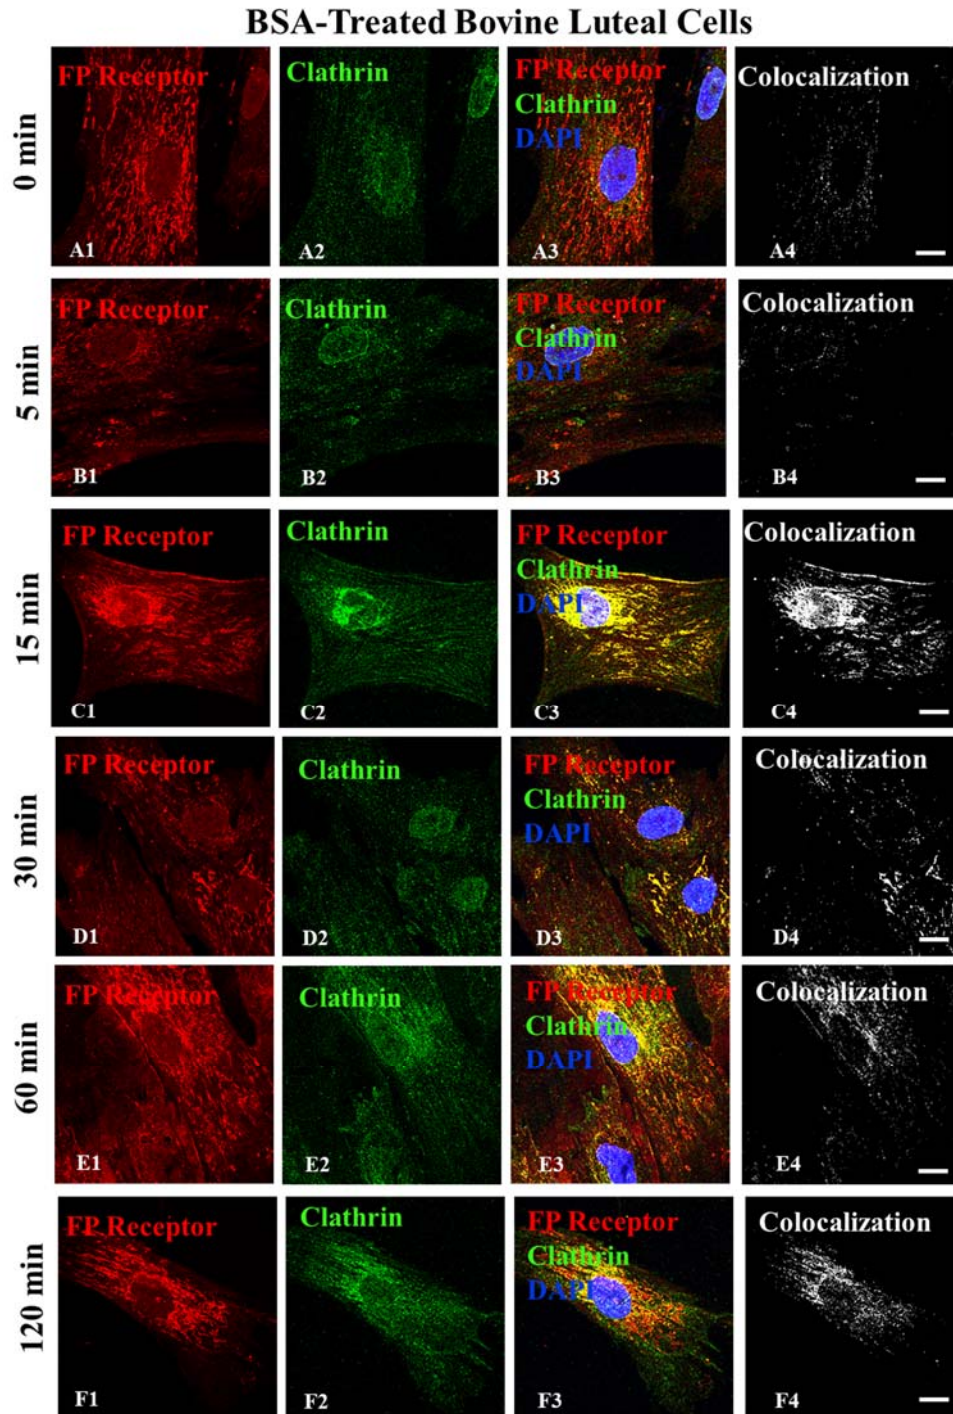 BSA-Treated Bovine Luteal Cells
0 min
FP Receptor
A1
Clathrin
A2
FP Receptor
Clathrin
DAPI
A3
Colocalization
A4
5 min
FP Receptor
B1
Clathrin
B2
FP Receptor
Clathrin
DAPI
B3
Colocalization
B4
15 min
FP Receptor
C1
Clathrin
C2
FP Receptor
Clathrin
DAPI
C3
Colocalization
C4
30 min
FP Receptor
D1
Clathrin
D2
FP Receptor
Clathrin
DAPI
D3
Colocalization
D4
60 min
FP Receptor
E1
Clathrin
E2
FP Receptor
Clathrin
DAPI
E3
Colocalization
E4
120 min
FP Receptor
F1
Clathrin
F2
FP Receptor
Clathrin
DAPI
F3
Colocalization
F4